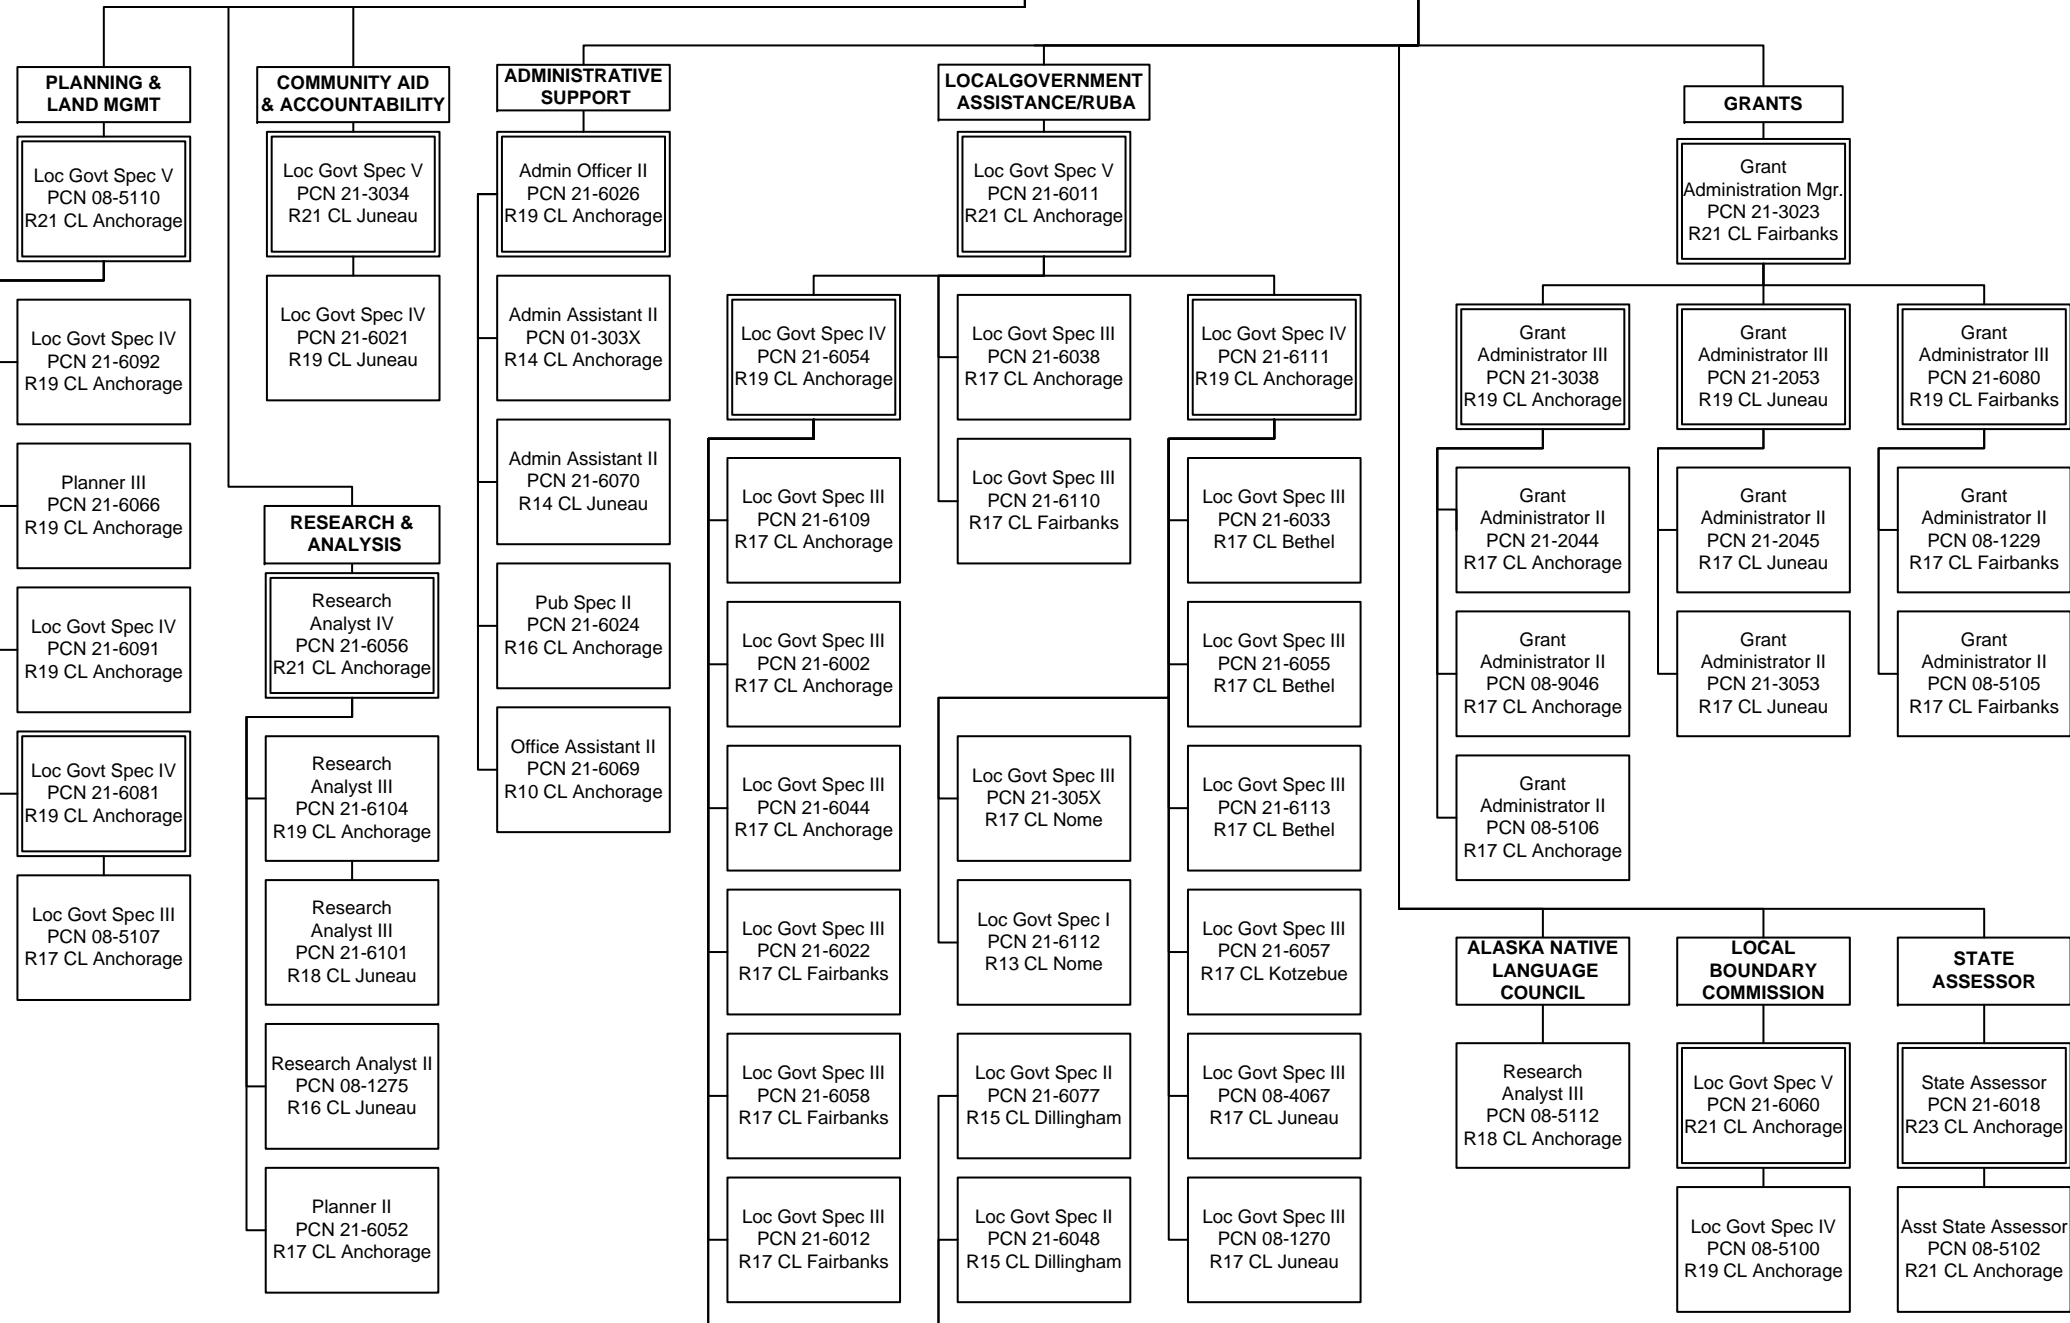 PLANNING &
LAND MGMT
Loc Govt Spec V
PCN 08-5110
R21 CL Anchorage
Loc Govt Spec IV
PCN 21-6092
R19 CL Anchorage
Planner III
PCN 21-6066
R19 CL Anchorage
Loc Govt Spec IV
PCN 21-6091
R19 CL Anchorage
Loc Govt Spec IV
PCN 21-6081
R19 CL Anchorage
Loc Govt Spec III
PCN 08-5107
R17 CL Anchorage
COMMUNITY AID
& ACCOUNTABILITY
Loc Govt Spec V
PCN 21-3034
R21 CL Juneau
Loc Govt Spec IV
PCN 21-6021
R19 CL Juneau
RESEARCH &
ANALYSIS
Research
Analyst IV
PCN 21-6056
R21 CL Anchorage
Research
Analyst III
PCN 21-6104
R19 CL Anchorage
Research
Analyst III
PCN 21-6101
R18 CL Juneau
Research Analyst II
PCN 08-1275
R16 CL Juneau
Planner II
PCN 21-6052
R17 CL Anchorage
ADMINISTRATIVE
SUPPORT
Admin Officer II
PCN 21-6026
R19 CL Anchorage
Admin Assistant II
PCN 01-303X
R14 CL Anchorage
Admin Assistant II
PCN 21-6070
R14 CL Juneau
Pub Spec II
PCN 21-6024
R16 CL Anchorage
Office Assistant II
PCN 21-6069
R10 CL Anchorage
LOCALGOVERNMENT
ASSISTANCE/RUBA
Loc Govt Spec V
PCN 21-6011
R21 CL Anchorage
Loc Govt Spec IV
PCN 21-6054
R19 CL Anchorage
Loc Govt Spec III
PCN 21-6109
R17 CL Anchorage
Loc Govt Spec III
PCN 21-6002
R17 CL Anchorage
Loc Govt Spec III
PCN 21-6044
R17 CL Anchorage
Loc Govt Spec III
PCN 21-6022
R17 CL Fairbanks
Loc Govt Spec III
PCN 21-6058
R17 CL Fairbanks
Loc Govt Spec III
PCN 21-6012
R17 CL Fairbanks
Loc Govt Spec III
PCN 21-6038
R17 CL Anchorage
Loc Govt Spec III
PCN 21-6110
R17 CL Fairbanks
Loc Govt Spec III
PCN 21-305X
R17 CL Nome
Loc Govt Spec I
PCN 21-6112
R13 CL Nome
Loc Govt Spec II
PCN 21-6077
R15 CL Dillingham
Loc Govt Spec II
PCN 21-6048
R15 CL Dillingham
Loc Govt Spec IV
PCN 21-6111
R19 CL Anchorage
Loc Govt Spec III
PCN 21-6033
R17 CL Bethel
Loc Govt Spec III
PCN 21-6055
R17 CL Bethel
Loc Govt Spec III
PCN 21-6113
R17 CL Bethel
Loc Govt Spec III
PCN 21-6057
R17 CL Kotzebue
Loc Govt Spec III
PCN 08-4067
R17 CL Juneau
Loc Govt Spec III
PCN 08-1270
R17 CL Juneau
GRANTS
Grant
Administration Mgr.
PCN 21-3023
R21 CL Fairbanks
Grant
Administrator III
PCN 21-3038
R19 CL Anchorage
Grant
Administrator II
PCN 21-2044
R17 CL Anchorage
Grant
Administrator II
PCN 08-9046
R17 CL Anchorage
Grant
Administrator II
PCN 08-5106
R17 CL Anchorage
Grant
Administrator III
PCN 21-2053
R19 CL Juneau
Grant
Administrator II
PCN 21-2045
R17 CL Juneau
Grant
Administrator II
PCN 21-3053
R17 CL Juneau
Grant
Administrator III
PCN 21-6080
R19 CL Fairbanks
Grant
Administrator II
PCN 08-1229
R17 CL Fairbanks
Grant
Administrator II
PCN 08-5105
R17 CL Fairbanks
ALASKA NATIVE
LANGUAGE
COUNCIL
Research
Analyst III
PCN 08-5112
R18 CL Anchorage
LOCAL
BOUNDARY
COMMISSION
Loc Govt Spec V
PCN 21-6060
R21 CL Anchorage
Loc Govt Spec IV
PCN 08-5100
R19 CL Anchorage
STATE
ASSESSOR
State Assessor
PCN 21-6018
R23 CL Anchorage
Asst State Assessor
PCN 08-5102
R21 CL Anchorage